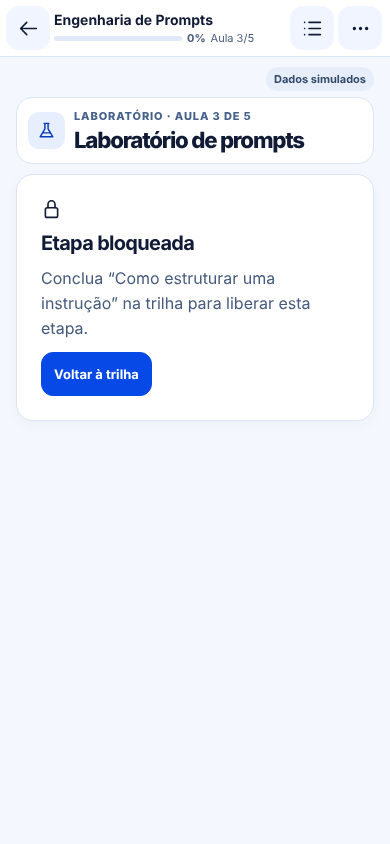 Engenharia de Prompts
0% Aula 3/5
Dados simulados
LABORATÓRIO · AULA 3 DE 5
Laboratório de prompts
Etapa bloqueada
Conclua “Como estruturar uma
instrução” na trilha para liberar esta
etapa.
Voltar à trilha